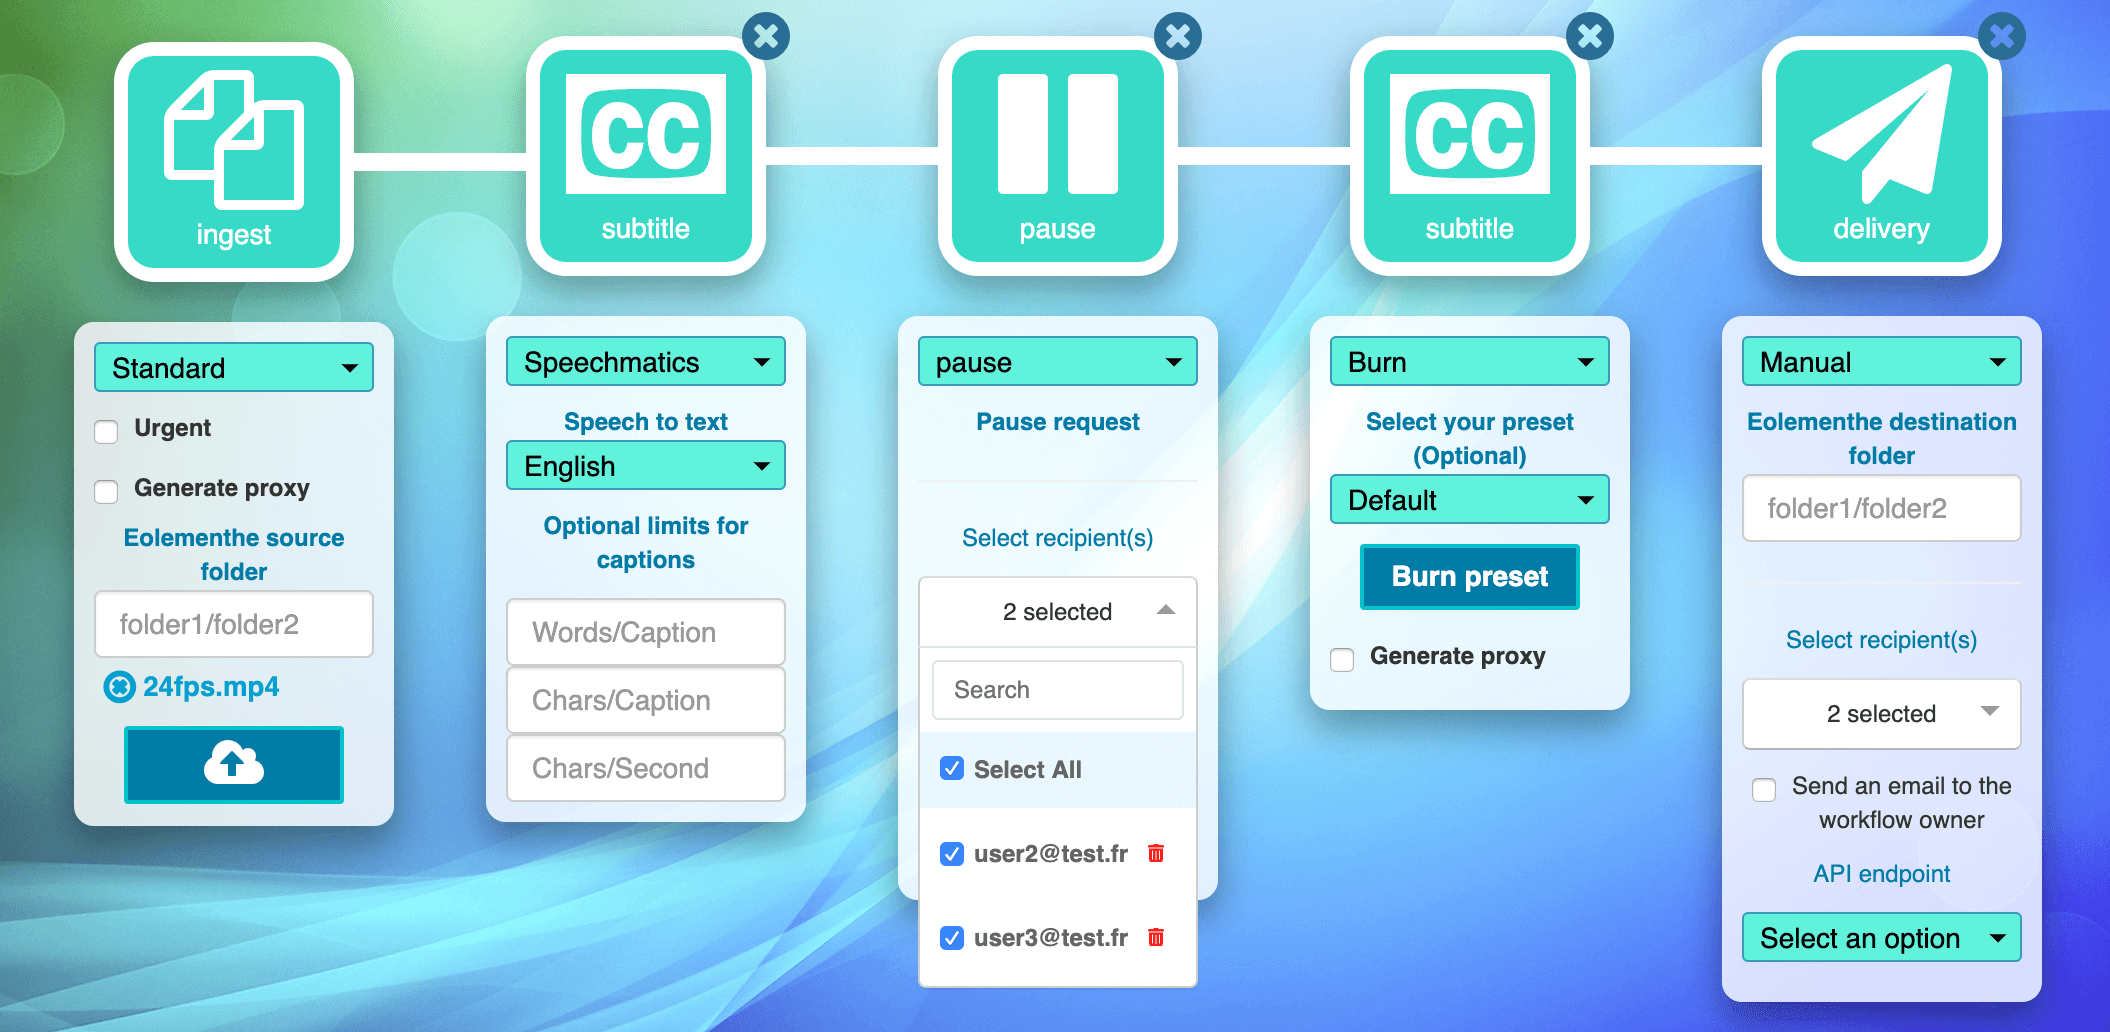 ingest
CC
subtitle
pause
CC
subtitle
delivery
Standard
Urgent
Generate proxy
Eolementhe source
folder
folder1/folder2
24fps.mp4
Speechmatics
Speech to text
English
Optional limits for
captions
Words/Caption
Chars/Caption
Chars/Second
pause
Pause request
Select recipient(s)
2 selected
Search
Select All
user2@test.fr
user3@test.fr
Burn
Select your preset
(Optional)
Default
Burn preset
Generate proxy
Manual
Eolementhe destination
folder
folder1/folder2
Select recipient(s)
2 selected
Send an email to the
workflow owner
API endpoint
Select an option